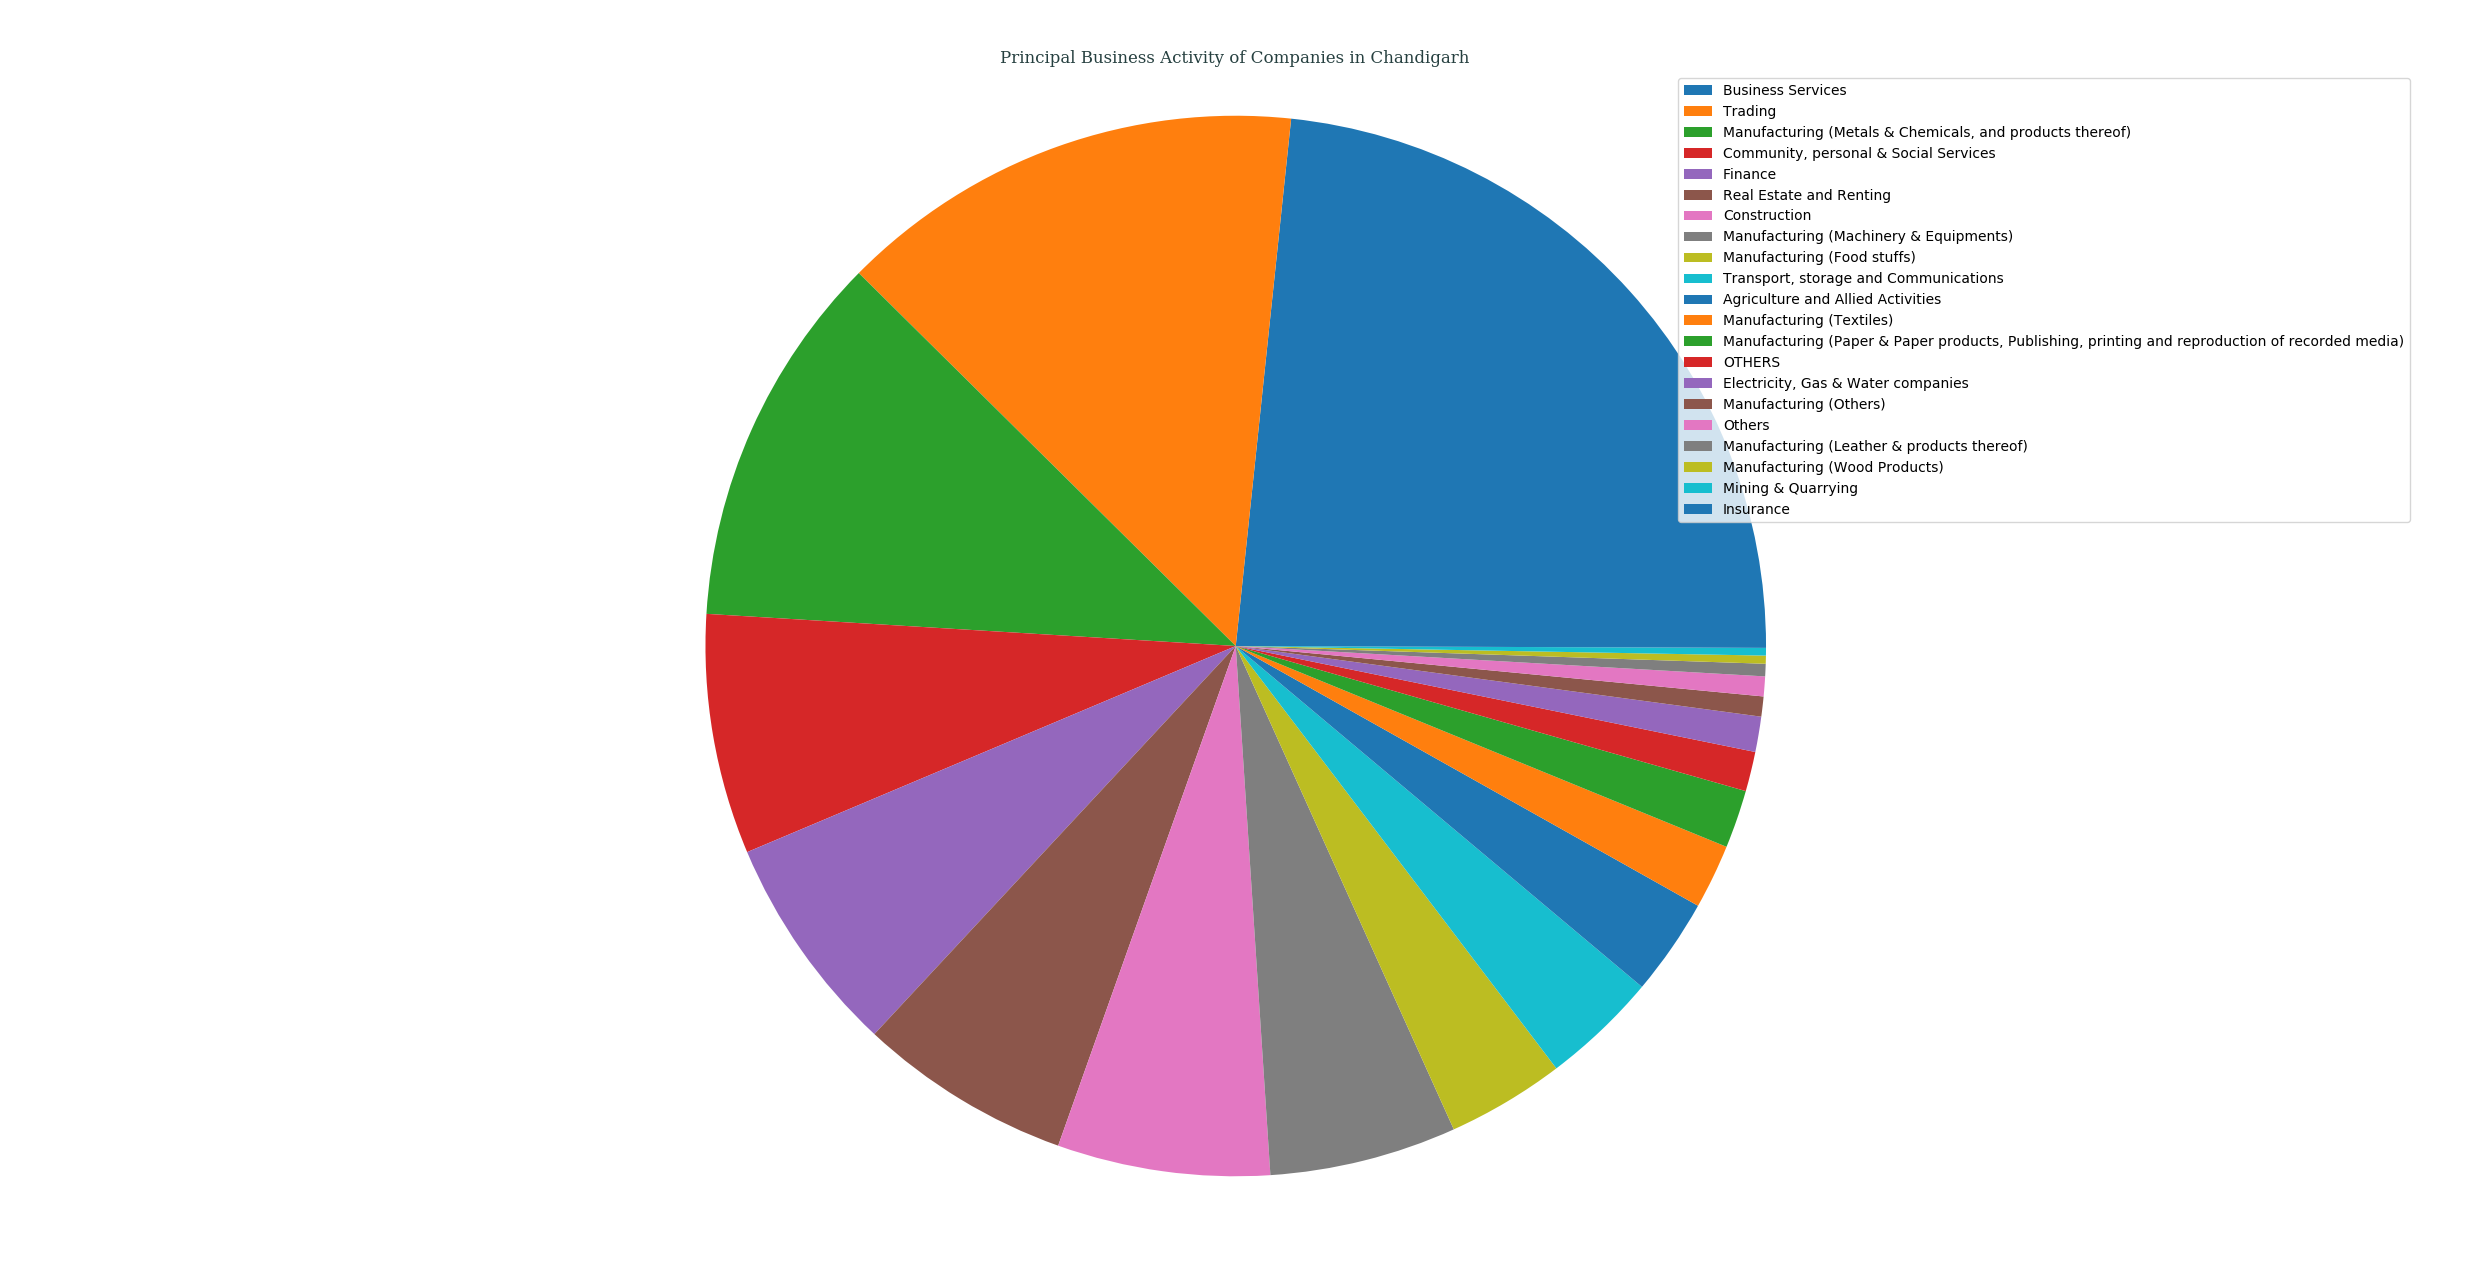 Principal Business Activity of Companies in Chandigarh
Business Services
Trading
Manufacturing (Metals & Chemicals, and products thereof)
Community, personal & Social Services
Finance
Real Estate and Renting
Construction
Manufacturing (Machinery & Equipments)
Manufacturing (Food stuffs)
Transport, storage and Communications
Agriculture and Allied Activities
Manufacturing (Textiles)
Manufacturing (Paper & Paper products, Publishing, printing and reproduction of recorded media)
OTHERS
Electricity, Gas & Water companies
Manufacturing (Others)
Others
Manufacturing (Leather & products thereof)
Manufacturing (Wood Products)
Mining & Quarrying
Insurance